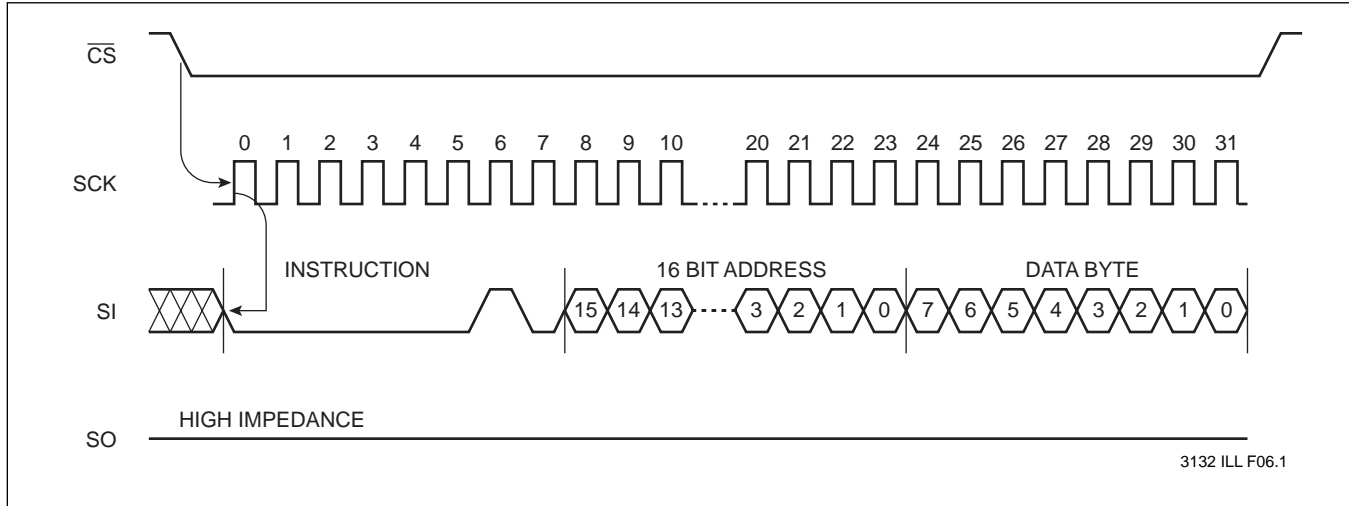 CS
0 1 2 3 4 5 6 7 8 9 10 20 21 22 23 24 25 26 27 28 29 30 31
SCK
INSTRUCTION 16 BIT ADDRESS DATA BYTE
SI 15 14 13 3 2 1 0 7 6 5 4 3 2 1 0
HIGH IMPEDANCE
SO
3132 ILL F06.1